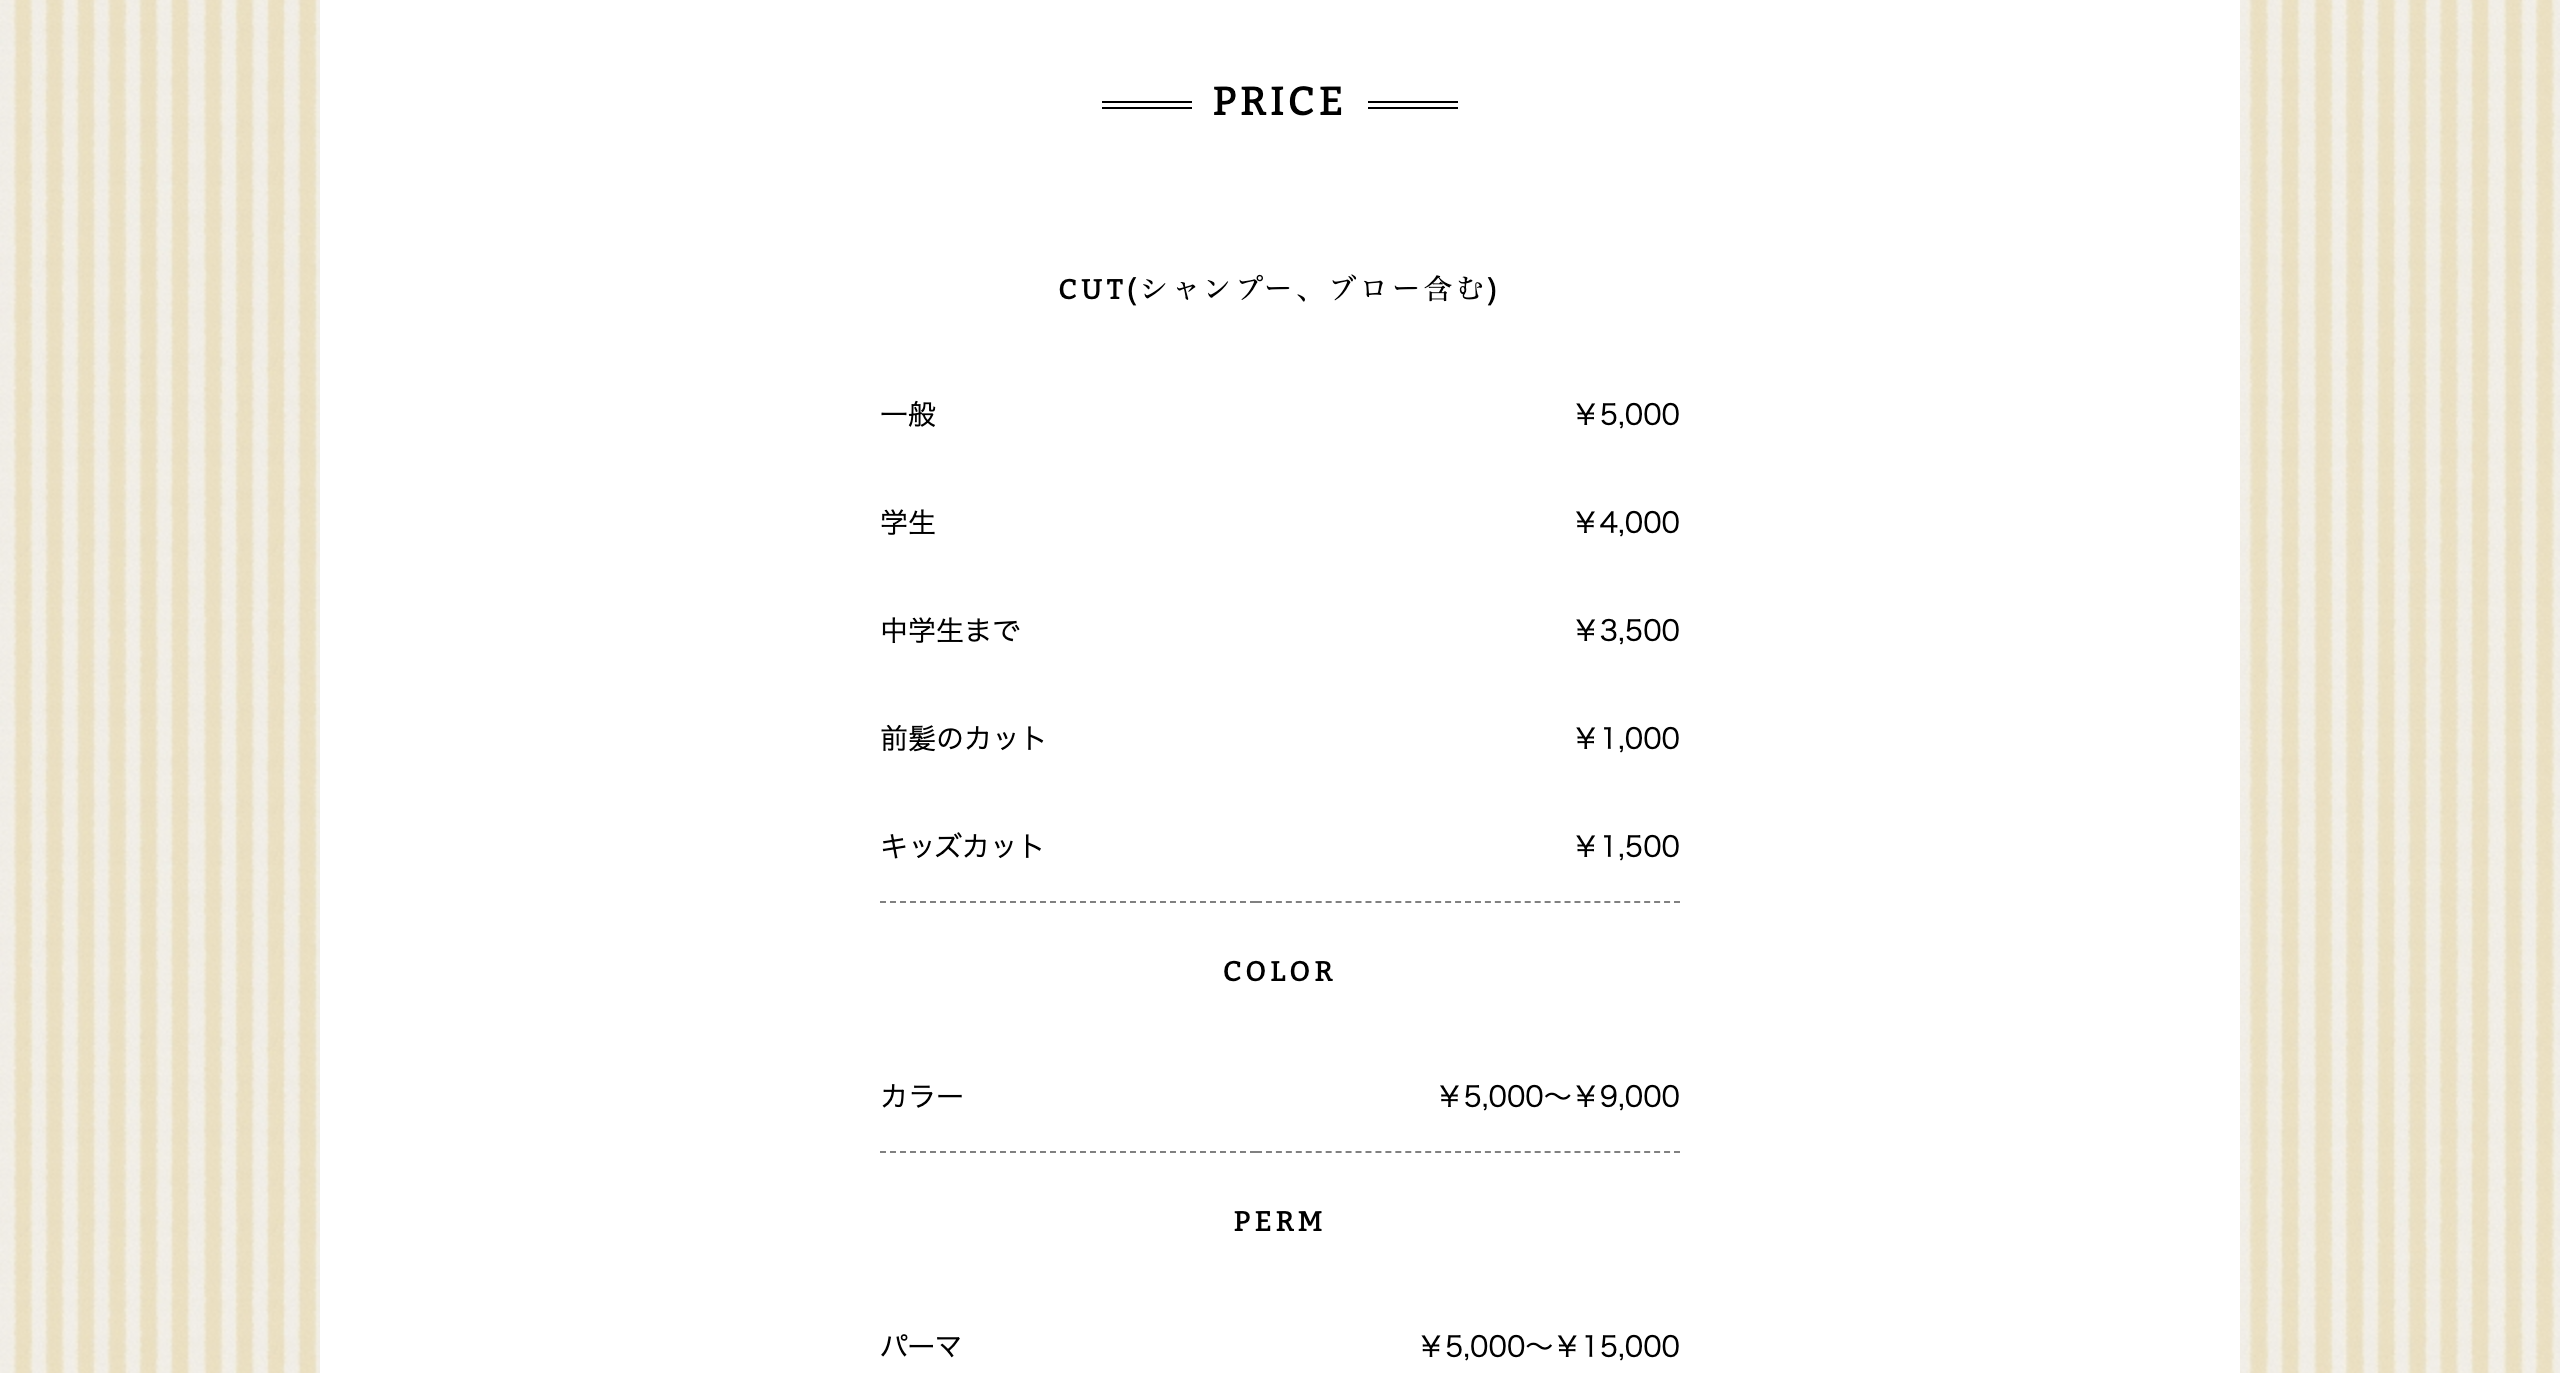 PRICE
CUT(シャンプー、ブロー含む)
一般 ¥5,000
学生 ¥4,000
中学生まで ¥3,500
前髪のカット ¥1,000
キッズカット ¥1,500
COLOR
カラー ¥5,000〜¥9,000
PERM
パーマ ¥5,000〜¥15,000